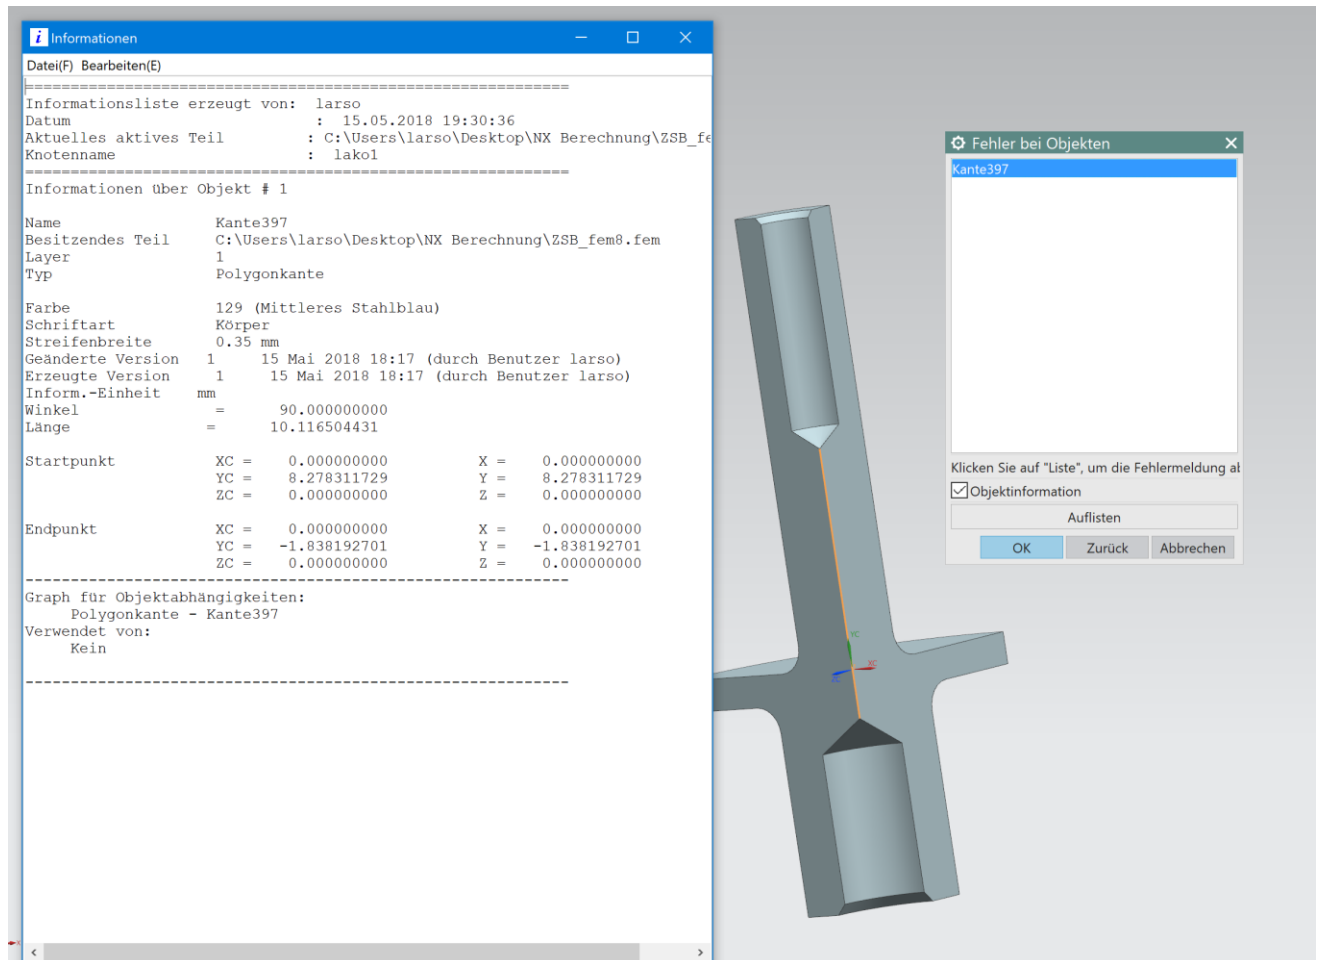 Informationen
Datei(F) Bearbeiten(E)
============================================================
Informationsliste erzeugt von: larso
Datum : 15.05.2018 19:30:36
Aktuelles aktives Teil : C:\Users\larso\Desktop\NX Berechnung\ZSB_fe
Knotenname : lako1
============================================================
Informationen über Objekt # 1
Name Kante397
Besitzendes Teil C:\Users\larso\Desktop\NX Berechnung\ZSB_fem8.fem
Layer 1
Typ Polygonkante
Farbe 129 (Mittleres Stahlblau)
Schriftart Körper
Streifenbreite 0.35 mm
Geänderte Version 1 15 Mai 2018 18:17 (durch Benutzer larso)
Erzeugte Version 1 15 Mai 2018 18:17 (durch Benutzer larso)
Inform.-Einheit mm
Winkel = 90.000000000
Länge = 10.116504431
Startpunkt XC = 0.000000000 X = 0.000000000
YC = 8.278311729 Y = 8.278311729
ZC = 0.000000000 Z = 0.000000000
Endpunkt XC = 0.000000000 X = 0.000000000
YC = -1.838192701 Y = -1.838192701
ZC = 0.000000000 Z = 0.000000000
------------------------------------------------------------
Graph für Objektabhängigkeiten:
Polygonkante - Kante397
Verwendet von:
Kein
------------------------------------------------------------
Fehler bei Objekten
Kante397
Klicken Sie auf "Liste", um die Fehlermeldung al
Objektinformation
Auflisten
OK Zurück Abbrechen
YC
XC
ZC